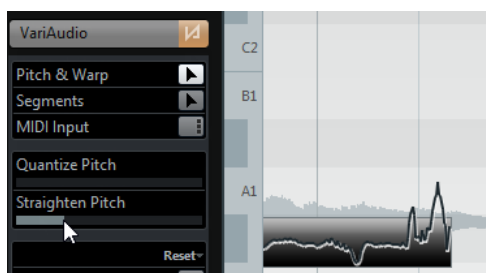 VariAudio
Pitch & Warp
Segments
MIDI Input
Quantize Pitch
Straighten Pitch
Reset
C2
B1
A1